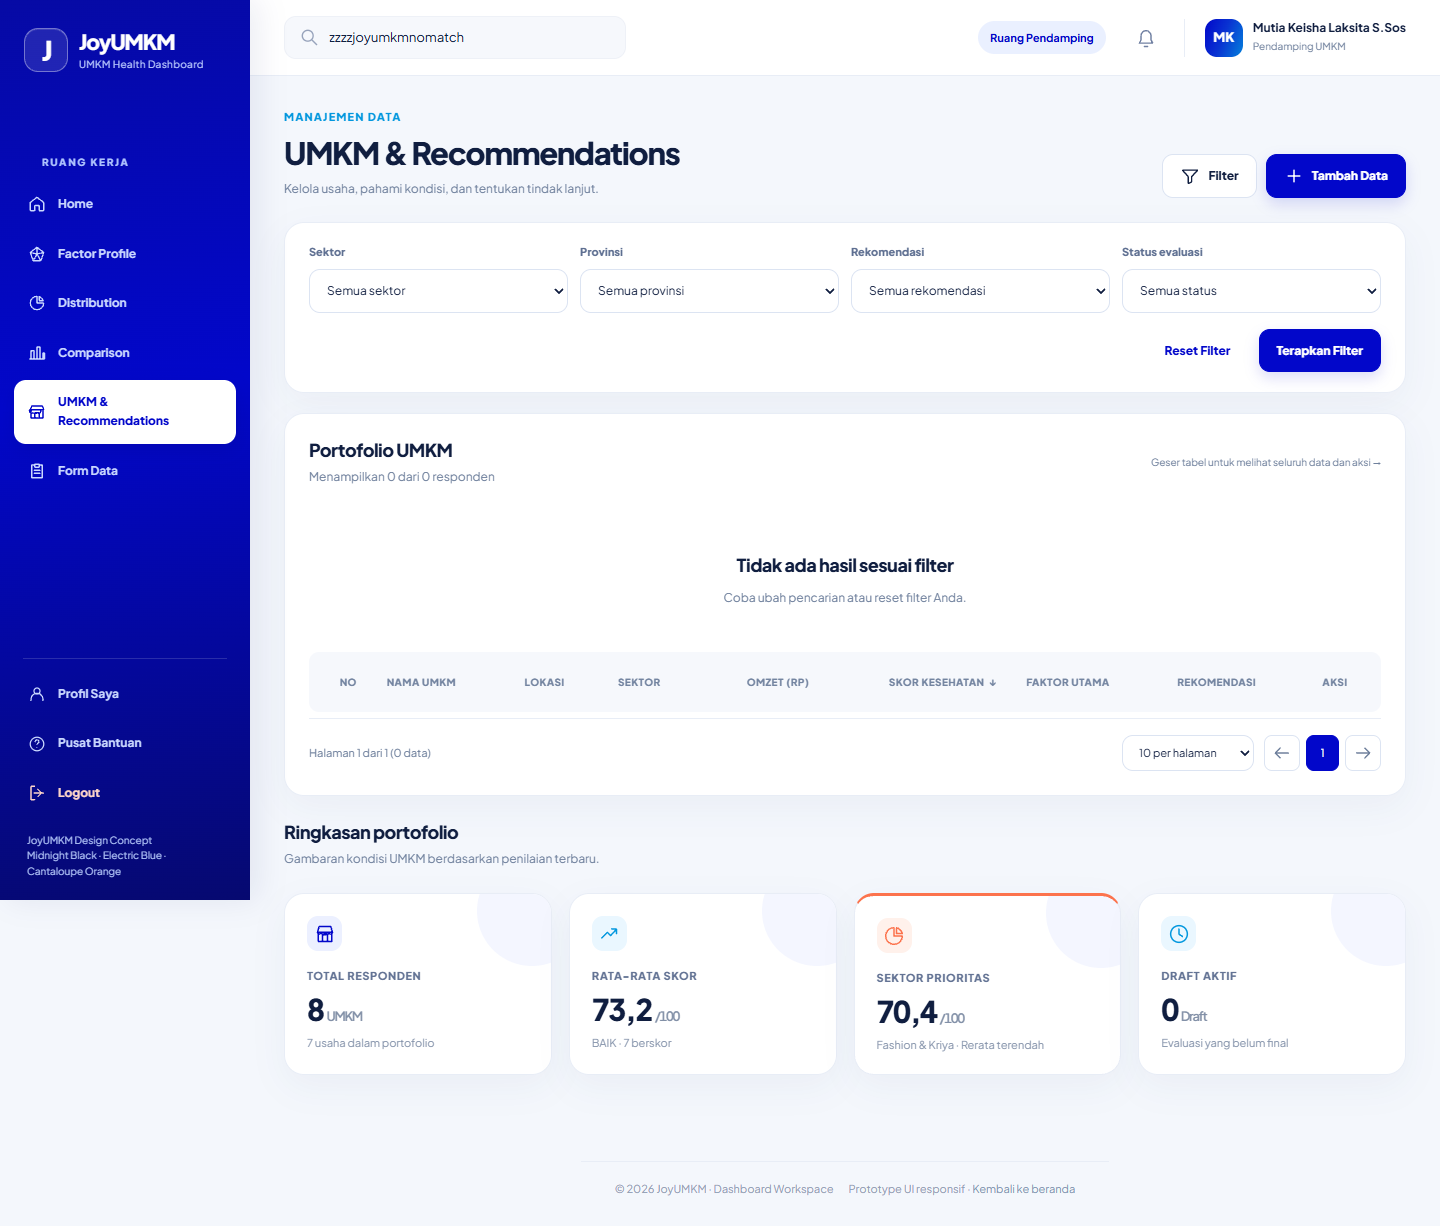 J
JoyUMKM
UMKM Health Dashboard
RUANG KERJA
Home
Factor Profile
Distribution
Comparison
UMKM &
Recommendations
Form Data
Profil Saya
Pusat Bantuan
Logout
JoyUMKM Design Concept
Midnight Black · Electric Blue ·
Cantaloupe Orange
zzzzjoyumkmnomatch
Ruang Pendamping
MK
Mutia Keisha Laksita S.Sos
Pendamping UMKM
MANAJEMEN DATA
UMKM & Recommendations
Kelola usaha, pahami kondisi, dan tentukan tindak lanjut.
Filter
Tambah Data
Sektor Provinsi Rekomendasi Status evaluasi
Semua sektor Semua provinsi Semua rekomendasi Semua status
Reset Filter Terapkan Filter
Portofolio UMKM
Menampilkan 0 dari 0 responden
Geser tabel untuk melihat seluruh data dan aksi →
Tidak ada hasil sesuai filter
Coba ubah pencarian atau reset filter Anda.
NO NAMA UMKM LOKASI SEKTOR OMZET (RP) SKOR KESEHATAN ↓ FAKTOR UTAMA REKOMENDASI AKSI
Halaman 1 dari 1 (0 data) 10 per halaman 1
Ringkasan portofolio
Gambaran kondisi UMKM berdasarkan penilaian terbaru.
TOTAL RESPONDEN
8 UMKM
7 usaha dalam portofolio
RATA-RATA SKOR
73,2 /100
BAIK · 7 berskor
SEKTOR PRIORITAS
70,4 /100
Fashion & Kriya · Rerata terendah
DRAFT AKTIF
0 Draft
Evaluasi yang belum final
© 2026 JoyUMKM · Dashboard Workspace Prototype UI responsif · Kembali ke beranda